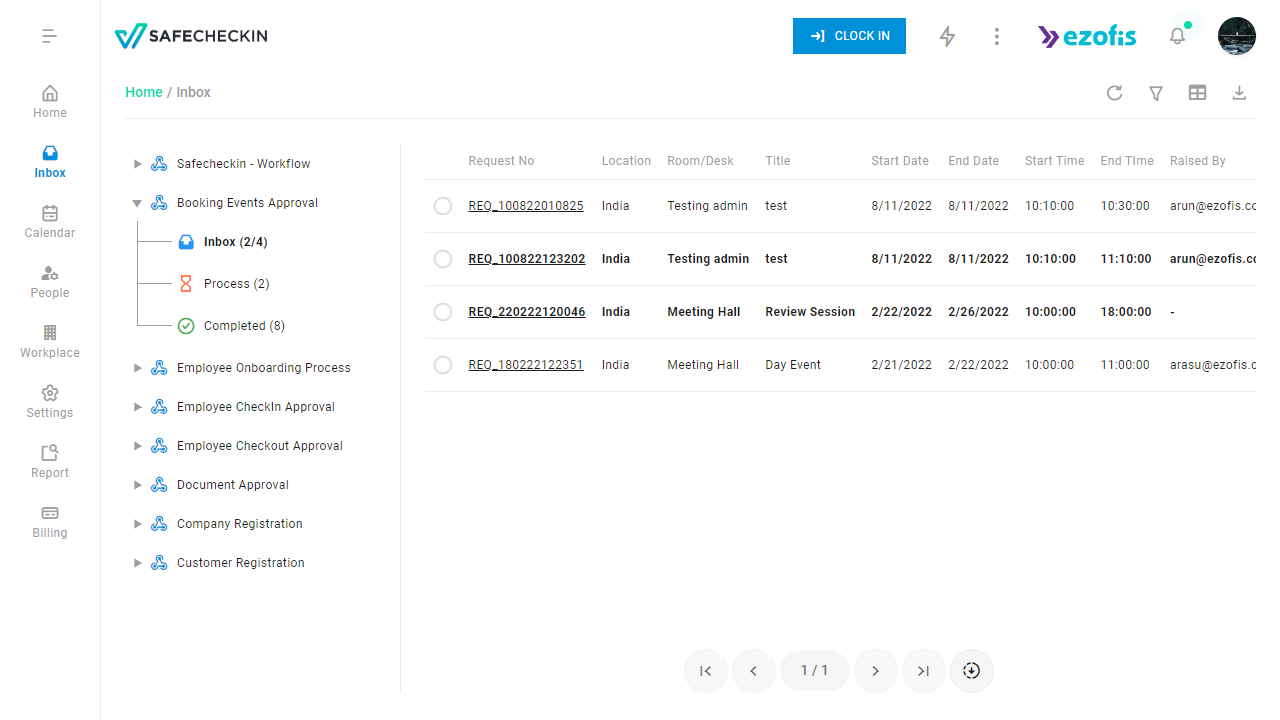 SAFECHECKIN
CLOCK IN
ezofis
Home
Inbox
Calendar
People
Workplace
Settings
Report
Billing
Home / Inbox
Safecheckin - Workflow
Booking Events Approval
Inbox (2/4)
Process (2)
Completed (8)
Employee Onboarding Process
Employee CheckIn Approval
Employee Checkout Approval
Document Approval
Company Registration
Customer Registration
Request No Location Room/Desk Title Start Date End Date Start Time End TIme Raised By
REQ_100822010825 India Testing admin test 8/11/2022 8/11/2022 10:10:00 10:30:00 arun@ezofis.cc
REQ_100822123202 India Testing admin test 8/11/2022 8/11/2022 10:10:00 11:10:00 arun@ezofis.cc
REQ_220222120046 India Meeting Hall Review Session 2/22/2022 2/26/2022 10:00:00 18:00:00 -
REQ_180222122351 India Meeting Hall Day Event 2/21/2022 2/22/2022 10:00:00 11:00:00 arasu@ezofis.c
1 / 1